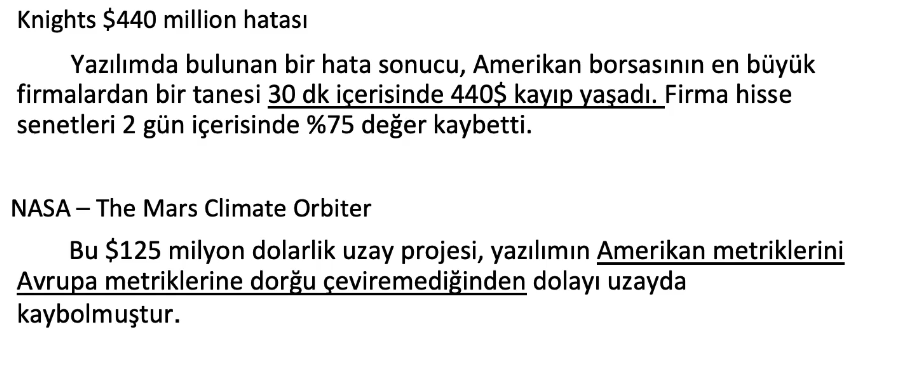 Knights $440 million hatası
Yazılımda bulunan bir hata sonucu, Amerikan borsasının en büyük
firmalardan bir tanesi 30 dk içerisinde 440$ kayıp yaşadı. Firma hisse
senetleri 2 gün içerisinde %75 değer kaybetti.
NASA – The Mars Climate Orbiter
Bu $125 milyon dolarlik uzay projesi, yazılımın Amerikan metriklerini
Avrupa metriklerine dorğu çeviremediğinden dolayı uzayda
kaybolmuştur.